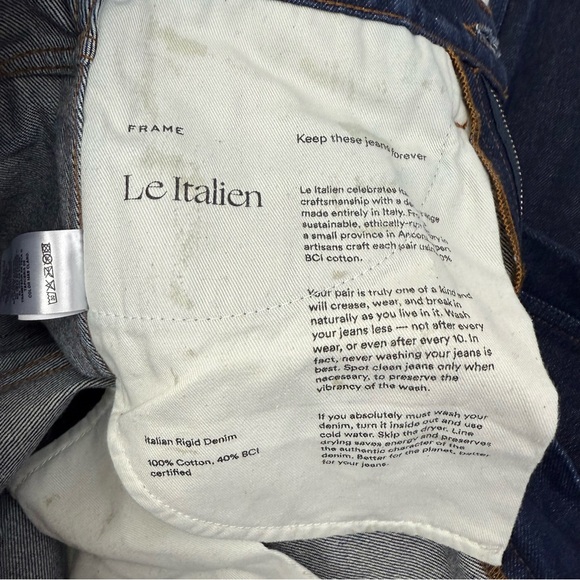 FRAME
Le Italien
Keep these jeans forever
Le Italien celebrates
craftsmanship with a
made entirely in Italy.
sustainable, ethically-
a small province in
artisans craft each pair
BCI cotton.
Your pair is truly one of a kind and
will crease, wear, and break in
naturally as you live in it. Wash
your jeans less — not after every
wear, or even after every 10. In
fact, never washing your jeans is
best. Spot clean jeans only when
necessary, to preserve the
vibrancy of the wash.
If you absolutely must wash your
denim, turn it inside out and use
cold water. Skip the dryer. Line
drying saves energy and preserves
the authentic character of the
denim. Better for the planet, better
for your jeans.
Italian Rigid Denim
100% Cotton, 40% BCI
certified